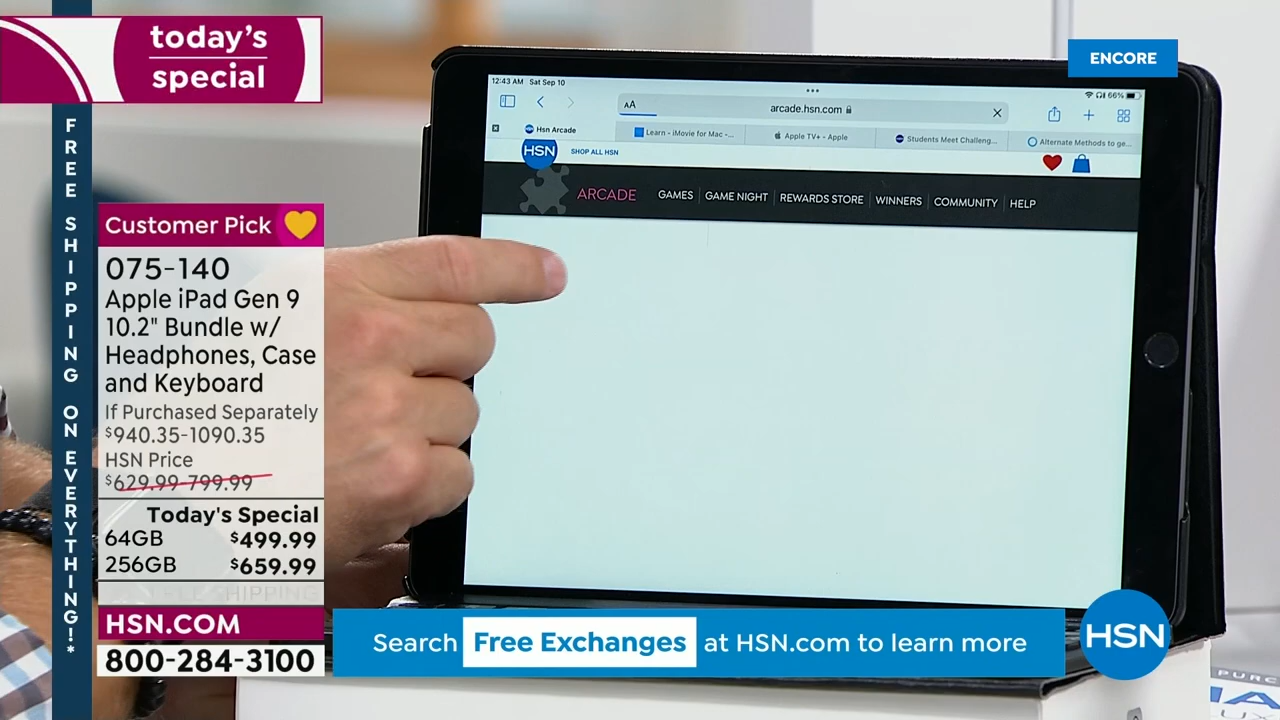 today's
special
ENCORE
FREE SHIPPING ON EVERYTHING!*
Customer Pick
075-140
Apple iPad Gen 9
10.2" Bundle w/
Headphones, Case
and Keyboard
If Purchased Separately
$940.35-1090.35
HSN Price
$629.99-799.99
Today's Special
64GB $499.99
256GB $659.99
FREE SHIPPING
HSN.COM
800-284-3100
12:43 AM Sat Sep 10
66%
AA arcade.hsn.com
Hsn Arcade
Learn - iMovie for Mac -...
Apple TV+ - Apple
Students Meet Challeng...
Alternate Methods to ge...
HSN SHOP ALL HSN
ARCADE GAMES GAME NIGHT REWARDS STORE WINNERS COMMUNITY HELP
Search Free Exchanges at HSN.com to learn more
HSN